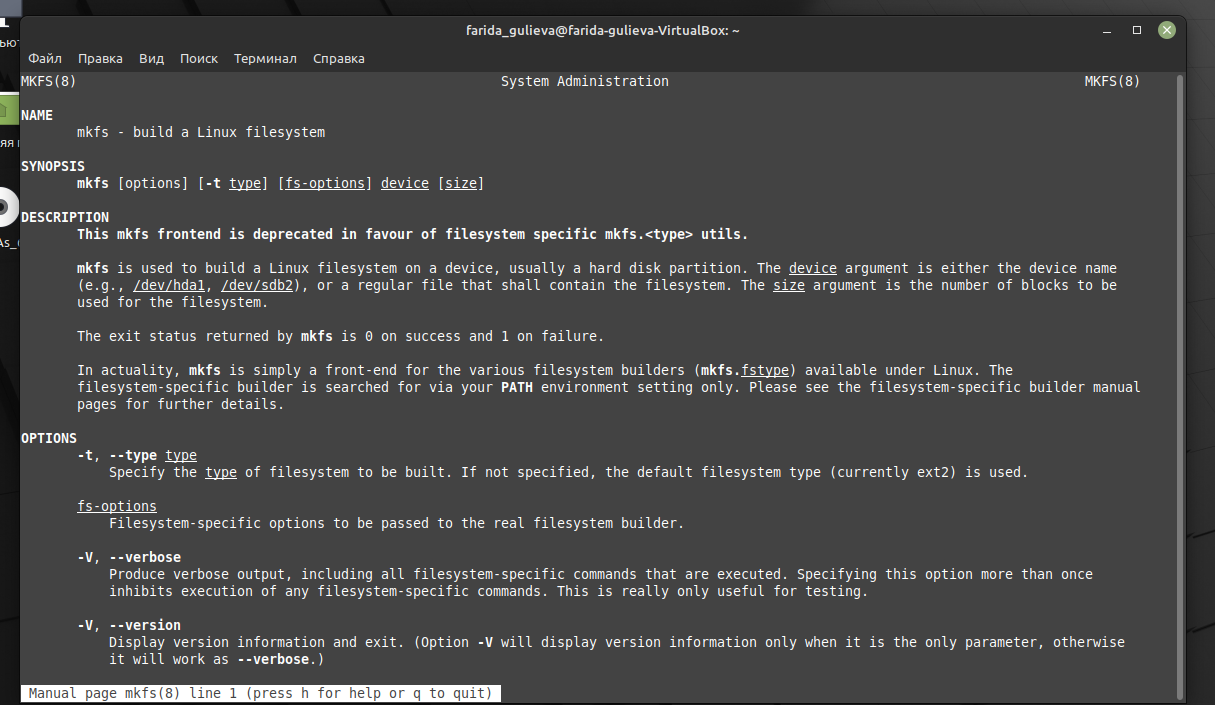 farida_gulieva@farida-gulieva-VirtualBox: ~
Файл Правка Вид Поиск Терминал Справка
MKFS(8) System Administration MKFS(8)
NAME
mkfs - build a Linux filesystem
SYNOPSIS
mkfs [options] [-t type] [fs-options] device [size]
DESCRIPTION
This mkfs frontend is deprecated in favour of filesystem specific mkfs.<type> utils.
mkfs is used to build a Linux filesystem on a device, usually a hard disk partition. The device argument is either the device name
(e.g., /dev/hda1, /dev/sdb2), or a regular file that shall contain the filesystem. The size argument is the number of blocks to be
used for the filesystem.
The exit status returned by mkfs is 0 on success and 1 on failure.
In actuality, mkfs is simply a front-end for the various filesystem builders (mkfs.fstype) available under Linux. The
filesystem-specific builder is searched for via your PATH environment setting only. Please see the filesystem-specific builder manual
pages for further details.
OPTIONS
-t, --type type
Specify the type of filesystem to be built. If not specified, the default filesystem type (currently ext2) is used.
fs-options
Filesystem-specific options to be passed to the real filesystem builder.
-V, --verbose
Produce verbose output, including all filesystem-specific commands that are executed. Specifying this option more than once
inhibits execution of any filesystem-specific commands. This is really only useful for testing.
-V, --version
Display version information and exit. (Option -V will display version information only when it is the only parameter, otherwise
it will work as --verbose.)
Manual page mkfs(8) line 1 (press h for help or q to quit)